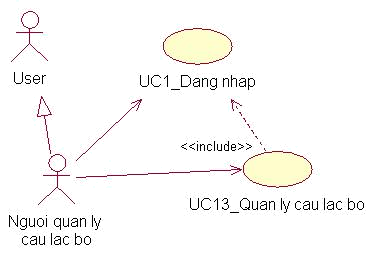 User
UC1_Dang nhap
<<include>>
UC13_Quan ly cau lac bo
Nguoi quan ly
cau lac bo